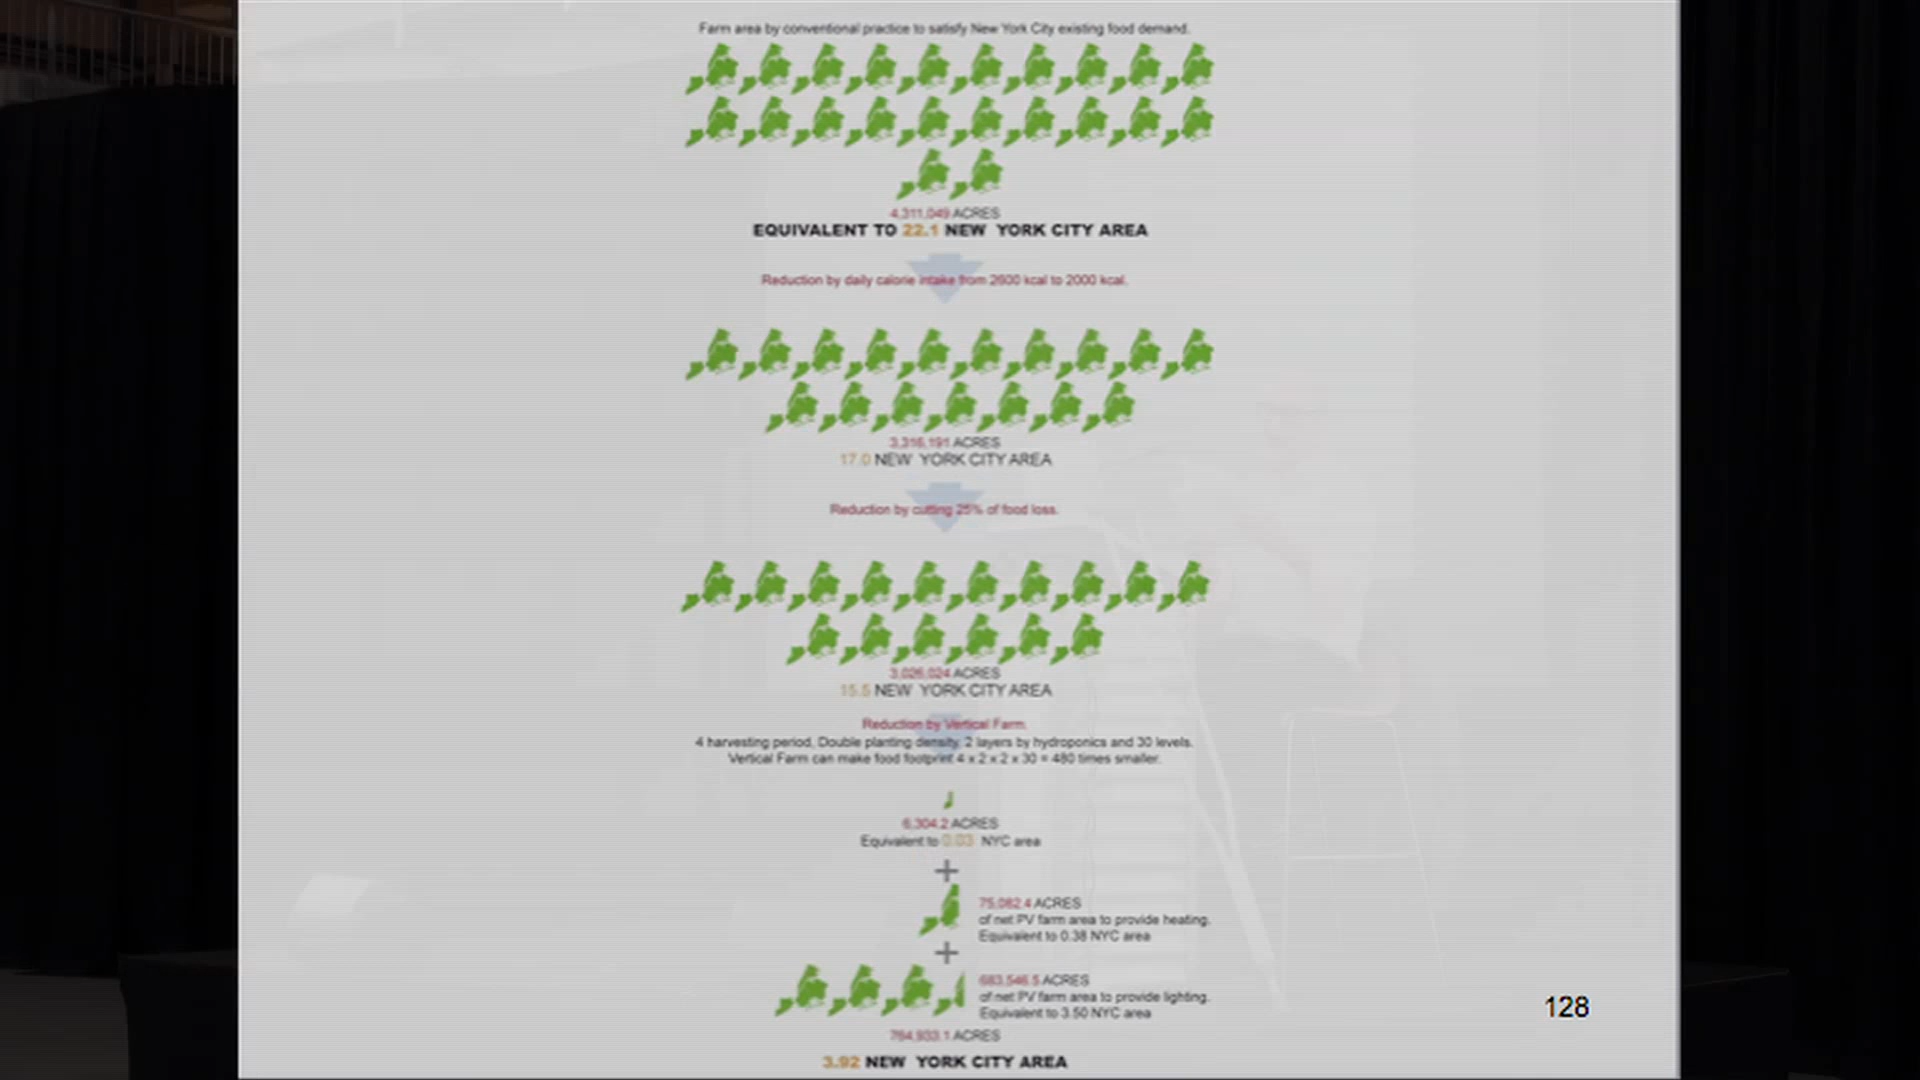 Farm area by conventional practice to satisfy New York City existing food demand.
4,311,049 ACRES
EQUIVALENT TO 22.1 NEW YORK CITY AREA
Reduction by daily calorie intake from 2600 kcal to 2000 kcal.
3,316,191 ACRES
17.0 NEW YORK CITY AREA
Reduction by cutting 25% of food loss.
3,026,024 ACRES
15.5 NEW YORK CITY AREA
Reduction by Vertical Farm.
4 harvesting period, Double planting density, 2 layers by hydroponics and 30 levels.
Vertical Farm can make food footprint 4 x 2 x 2 x 30 = 480 times smaller.
6,304.2 ACRES
Equivalent to 0.03 NYC area
+
75,082.4 ACRES
of net PV farm area to provide heating.
Equivalent to 0.38 NYC area
+
683,546.5 ACRES
of net PV farm area to provide lighting.
Equivalent to 3.50 NYC area
764,933.1 ACRES
3.92 NEW YORK CITY AREA
128